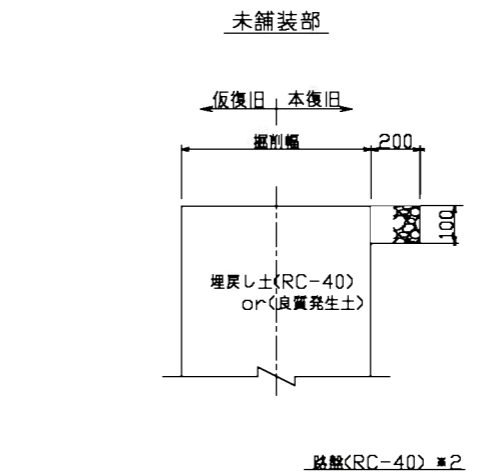 未舗装部
仮復旧 本復旧
掘削幅 200
100
埋戻し土(RC-40)
or(良質発生土)
路盤(RC-40) ※2